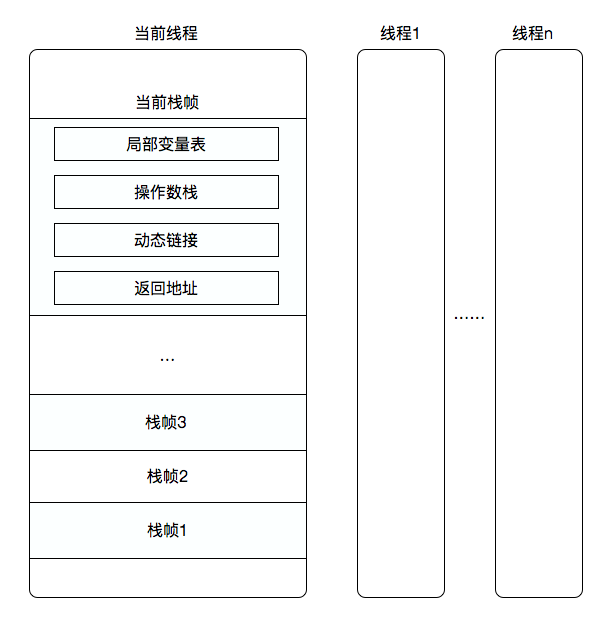 当前线程
线程1
线程n
当前栈帧
局部变量表
操作数栈
动态链接
返回地址
……
...
栈帧3
栈帧2
栈帧1